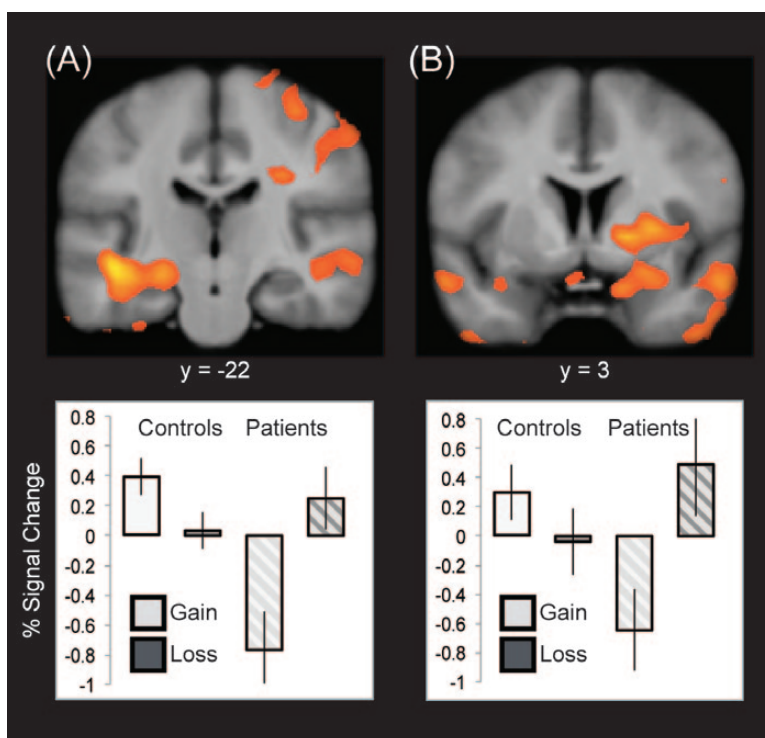 (A)
(B)
y = -22
y = 3
% Signal Change
0.8
0.6
0.4
0.2
0
-0.2
-0.4
-0.6
-0.8
-1
Controls Patients
Gain
Loss
0.8
0.6
0.4
0.2
0
-0.2
-0.4
-0.6
-0.8
-1
Controls Patients
Gain
Loss